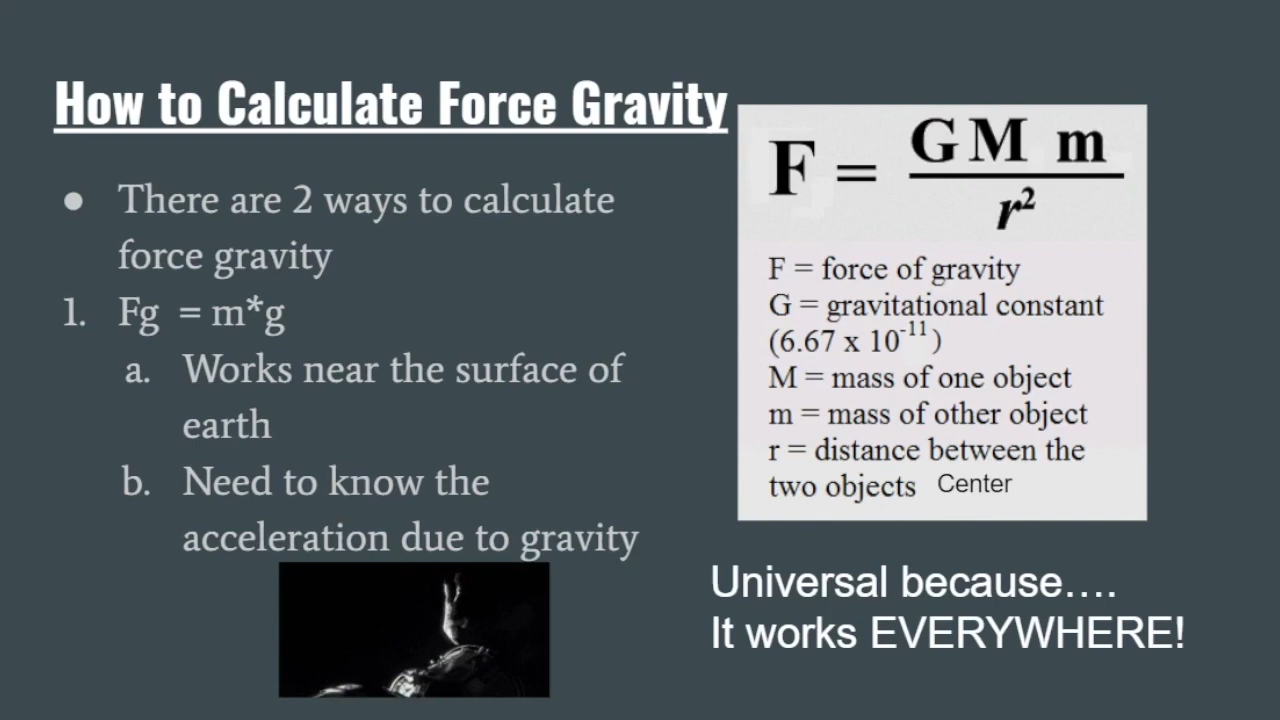 How to Calculate Force Gravity
● There are 2 ways to calculate
force gravity
1. Fg = m*g
a. Works near the surface of
earth
b. Need to know the
acceleration due to gravity
F = GM m / r²
F = force of gravity
G = gravitational constant
(6.67 x 10⁻¹¹)
M = mass of one object
m = mass of other object
r = distance between the
two objects Center
Universal because….
It works EVERYWHERE!